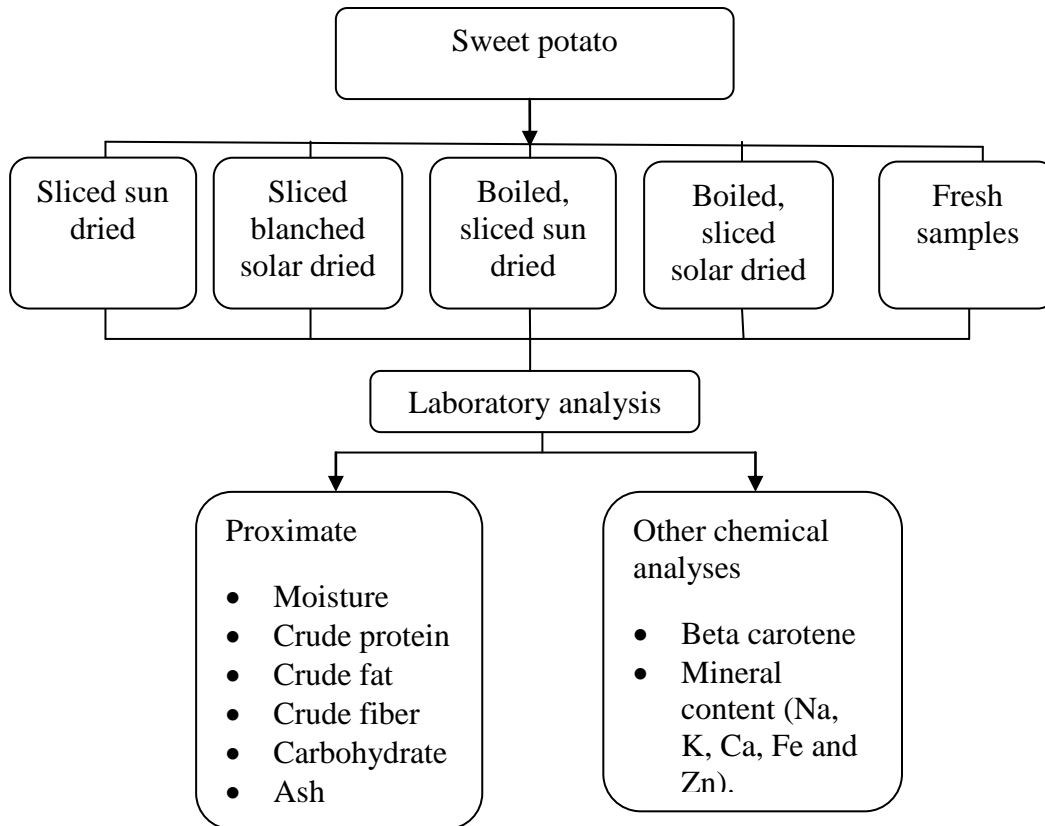 Sweet potato
Sliced sun
dried
Sliced
blanched
solar dried
Boiled,
sliced sun
dried
Boiled,
sliced
solar dried
Fresh
samples
Laboratory analysis
Proximate
• Moisture
• Crude protein
• Crude fat
• Crude fiber
• Carbohydrate
• Ash
Other chemical
analyses
• Beta carotene
• Mineral
content (Na,
K, Ca, Fe and
Zn).